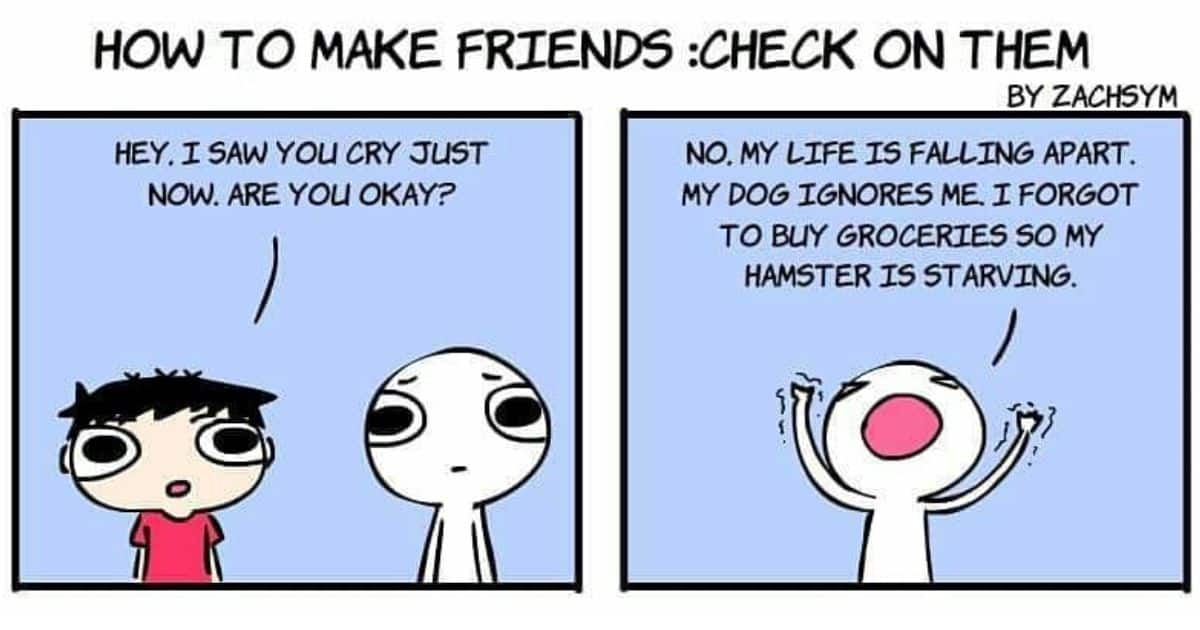 HOW TO MAKE FRIENDS :CHECK ON THEM
BY ZACHSYM
HEY. I SAW YOU CRY JUST
NOW. ARE YOU OKAY?
NO. MY LIFE IS FALLING APART.
MY DOG IGNORES ME. I FORGOT
TO BUY GROCERIES SO MY
HAMSTER IS STARVING.